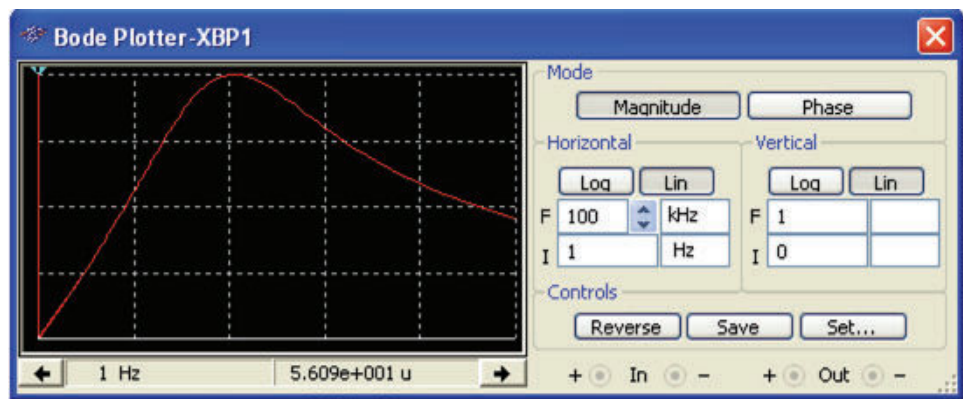 Bode Plotter-XBP1
Mode
Magnitude Phase
Horizontal Vertical
Log Lin Log Lin
F 100 kHz F 1
I 1 Hz I 0
Controls
Reverse Save Set...
1 Hz 5.609e+001 u + In - + Out -